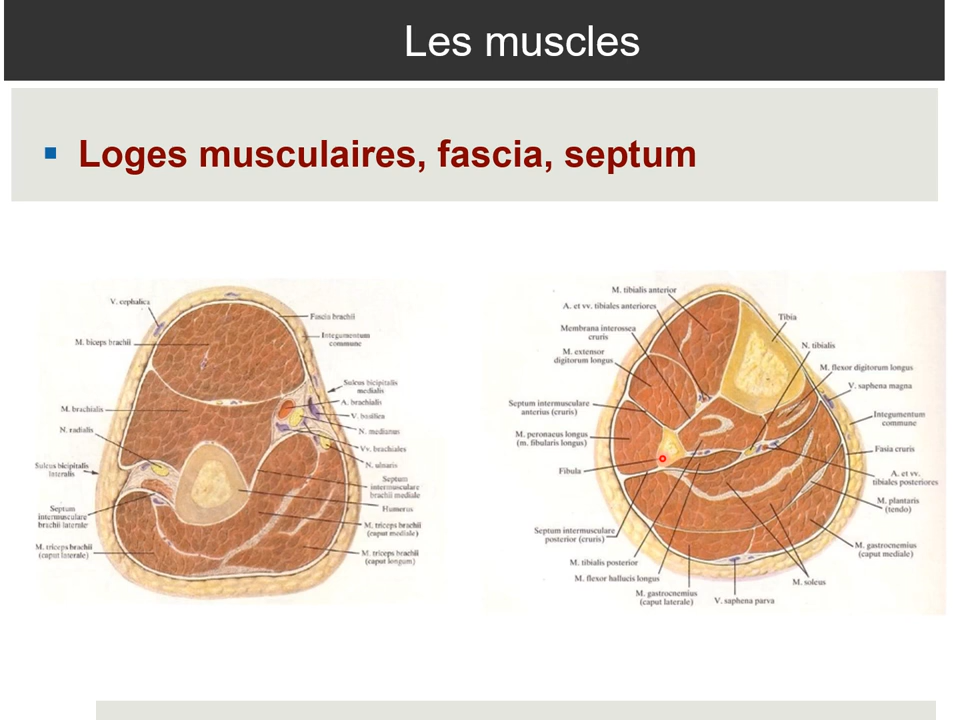 Les muscles
Loges musculaires, fascia, septum
V. cephalica
M. biceps brachii
M. brachialis
N. radialis
Sulcus bicipitalis
lateralis
Septum
intermusculare
brachii laterale
M. triceps brachii
(caput laterale)
Fascia brachii
Integumentum
commune
Sulcus bicipitalis
medialis
A. brachialis
V. basilica
N. medianus
Vv. brachiales
N. ulnaris
Septum
intermusculare
brachii mediale
Humerus
M. triceps brachii
(caput mediale)
M. triceps brachii
(caput longum)
M. tibialis anterior
A. et vv. tibiales anteriores
Membrana interossea
cruris
M. extensor
digitorum longus
Septum intermusculare
anterius (cruris)
M. peronaeus longus
(m. fibularis longus)
Fibula
Septum intermusculare
posterior (cruris)
M. tibialis posterior
M. flexor hallucis longus
M. gastrocnemius
(caput laterale)
V. saphena parva
Tibia
N. tibialis
M. flexor digitorum longus
V. saphena magna
Integumentum
commune
Fasia cruris
A. et vv.
tibiales posteriores
M. plantaris
(tendo)
M. gastrocnemius
(caput mediale)
M. soleus